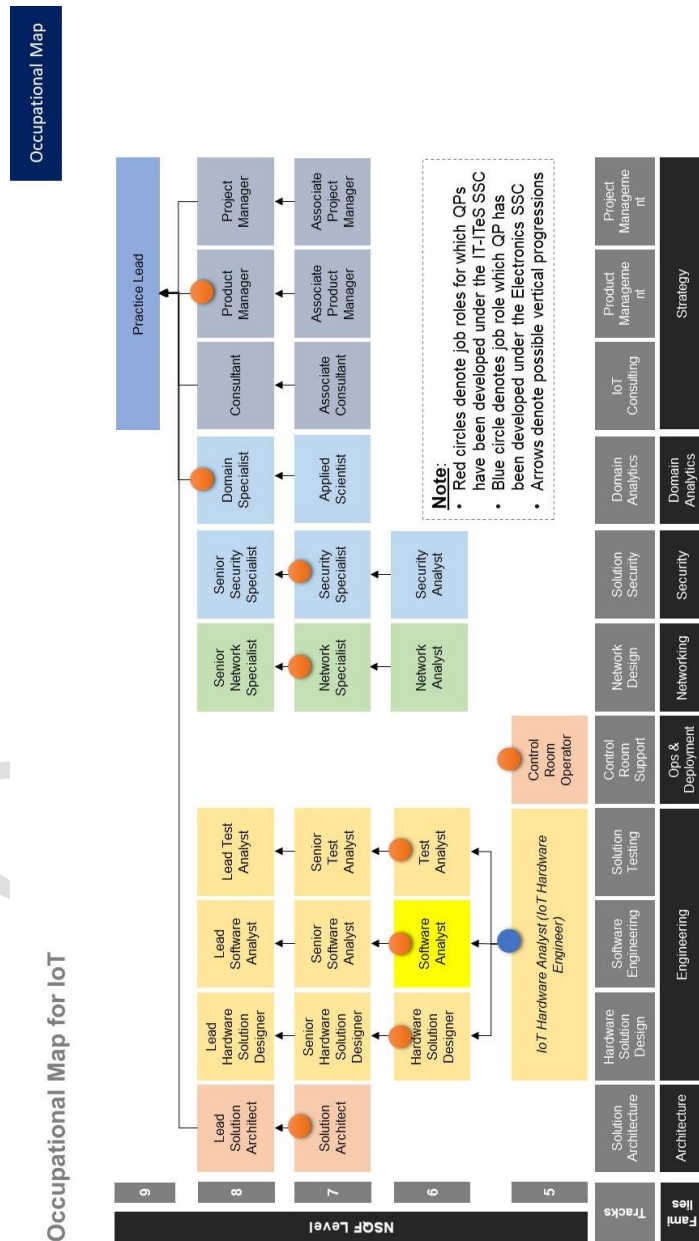 Occupational Map
Occupational Map for IoT
NSQF Level
9
Practice Lead
8
Lead
Solution
Architect
Lead
Hardware
Solution
Designer
Lead
Software
Analyst
Lead Test
Analyst
Senior
Network
Specialist
Senior
Security
Specialist
Domain
Specialist
Consultant
Product
Manager
Project
Manager
7
Solution
Architect
Senior
Hardware
Solution
Designer
Senior
Software
Analyst
Senior
Test
Analyst
Network
Specialist
Security
Specialist
Applied
Scientist
Associate
Consultant
Associate
Product
Manager
Associate
Project
Manager
6
Hardware
Solution
Designer
Software
Analyst
Test
Analyst
Network
Analyst
Security
Analyst
5
IoT Hardware Analyst (IoT Hardware
Engineer)
Control
Room
Operator
Note:
• Red circles denote job roles for which QPs
have been developed under the IT-ITeS SSC
• Blue circle denotes job role which QP has
been developed under the Electronics SSC
• Arrows denote possible vertical progressions
Tracks
Solution
Architecture
Hardware
Solution
Design
Software
Engineering
Solution
Testing
Control
Room
Support
Network
Design
Solution
Security
Domain
Analytics
IoT
Consulting
Product
Manageme
nt
Project
Manageme
nt
Fami
lies
Architecture
Engineering
Ops &
Deployment
Networking
Security
Domain
Analytics
Strategy